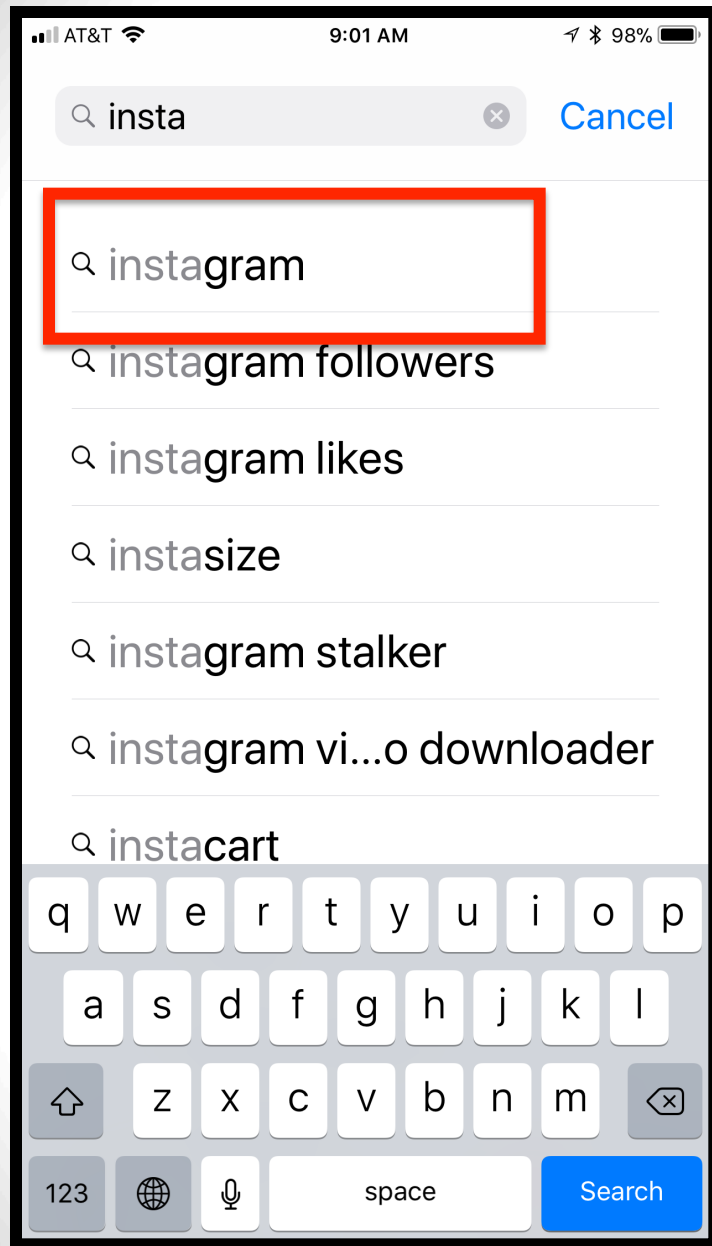 AT&T 9:01 AM 98%
insta Cancel
instagram
instagram followers
instagram likes
instasize
instagram stalker
instagram vi...o downloader
instacart
q w e r t y u i o p
a s d f g h j k l
z x c v b n m
123 space Search